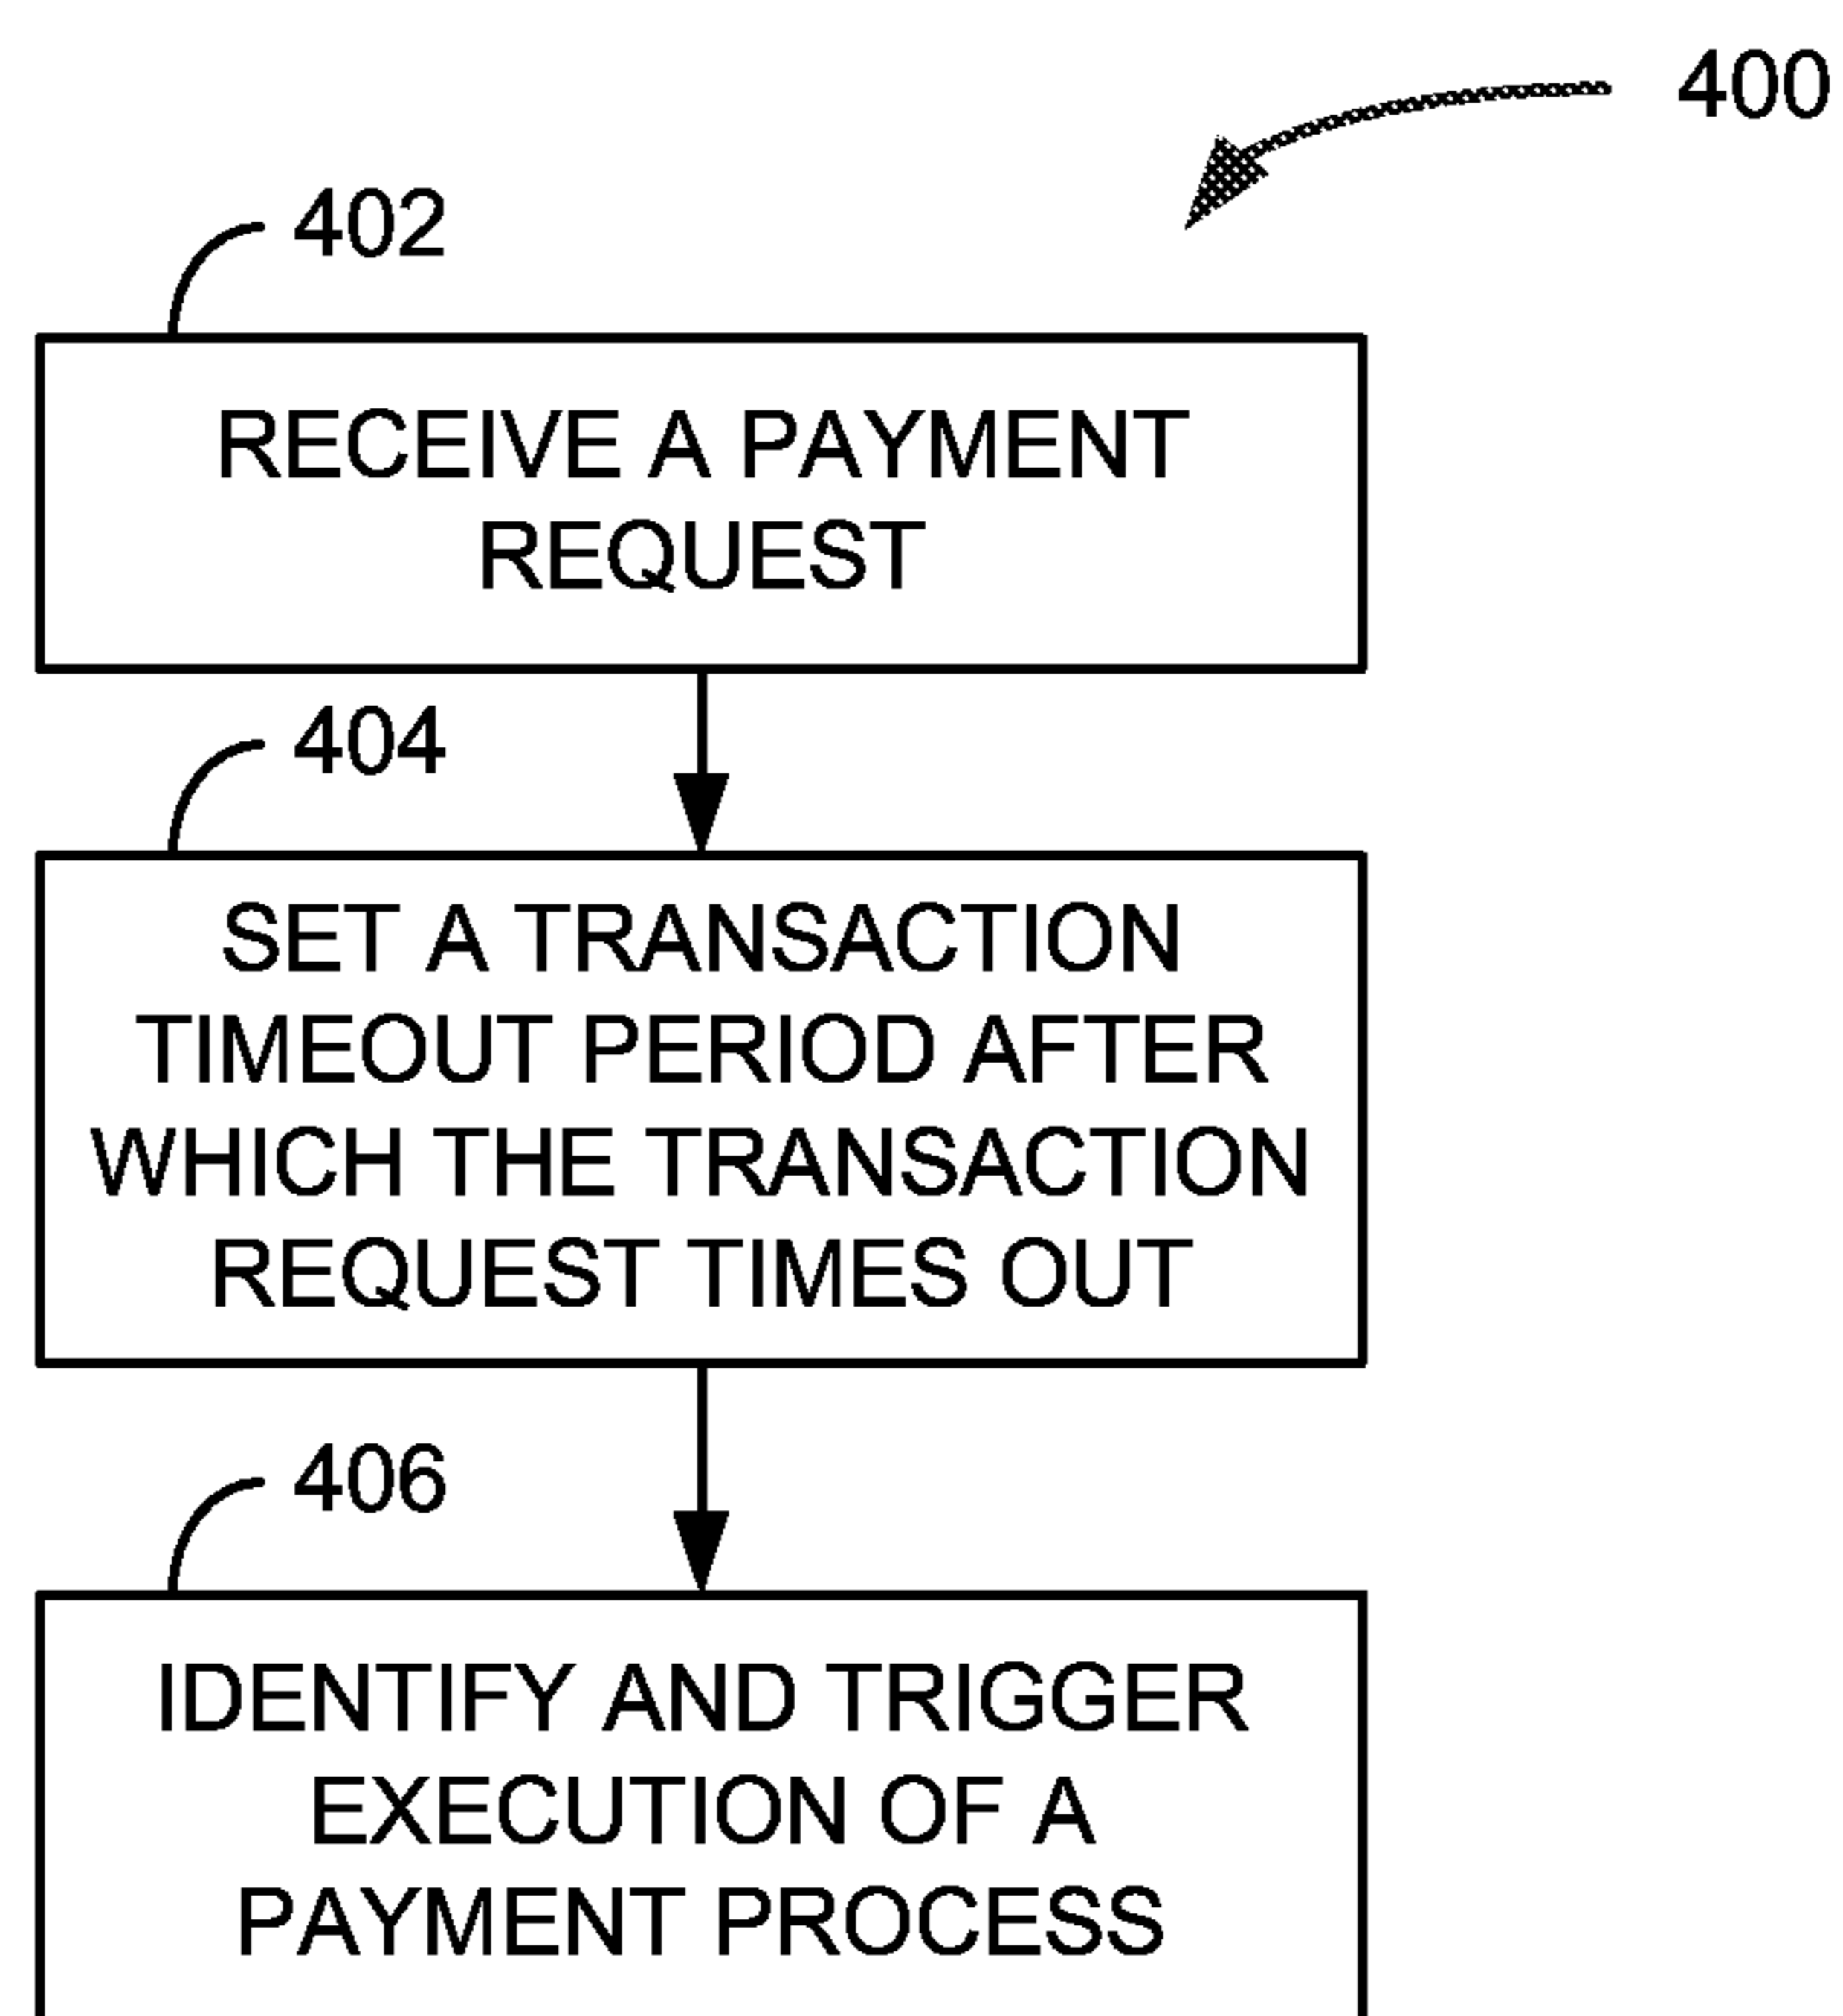 400
402
RECEIVE A PAYMENT
REQUEST
404
SET A TRANSACTION
TIMEOUT PERIOD AFTER
WHICH THE TRANSACTION
REQUEST TIMES OUT
406
IDENTIFY AND TRIGGER
EXECUTION OF A
PAYMENT PROCESS